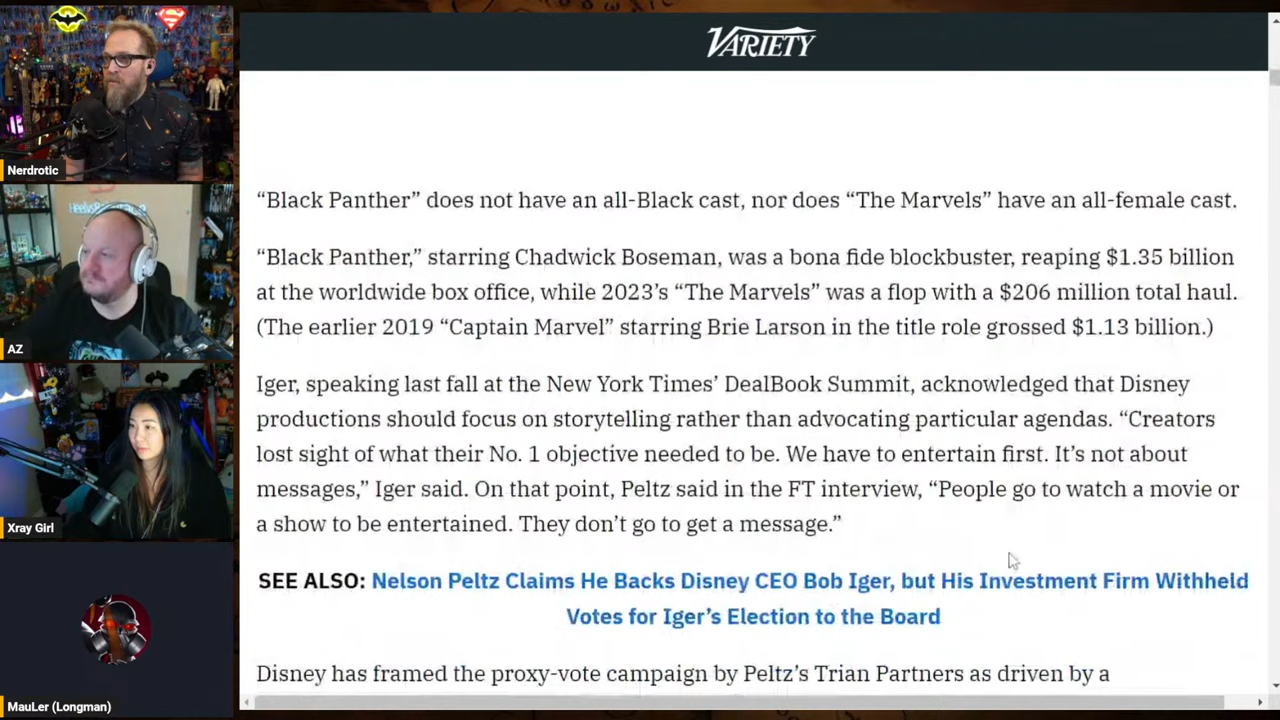 VARIETY
Nerdrotic
AZ
Xray Girl
MauLer (Longman)
“Black Panther” does not have an all-Black cast, nor does “The Marvels” have an all-female cast.
“Black Panther,” starring Chadwick Boseman, was a bona fide blockbuster, reaping $1.35 billion
at the worldwide box office, while 2023’s “The Marvels” was a flop with a $206 million total haul.
(The earlier 2019 “Captain Marvel” starring Brie Larson in the title role grossed $1.13 billion.)
Iger, speaking last fall at the New York Times’ DealBook Summit, acknowledged that Disney
productions should focus on storytelling rather than advocating particular agendas. “Creators
lost sight of what their No. 1 objective needed to be. We have to entertain first. It’s not about
messages,” Iger said. On that point, Peltz said in the FT interview, “People go to watch a movie or
a show to be entertained. They don’t go to get a message.”
SEE ALSO: Nelson Peltz Claims He Backs Disney CEO Bob Iger, but His Investment Firm Withheld
Votes for Iger’s Election to the Board
Disney has framed the proxy-vote campaign by Peltz’s Trian Partners as driven by a